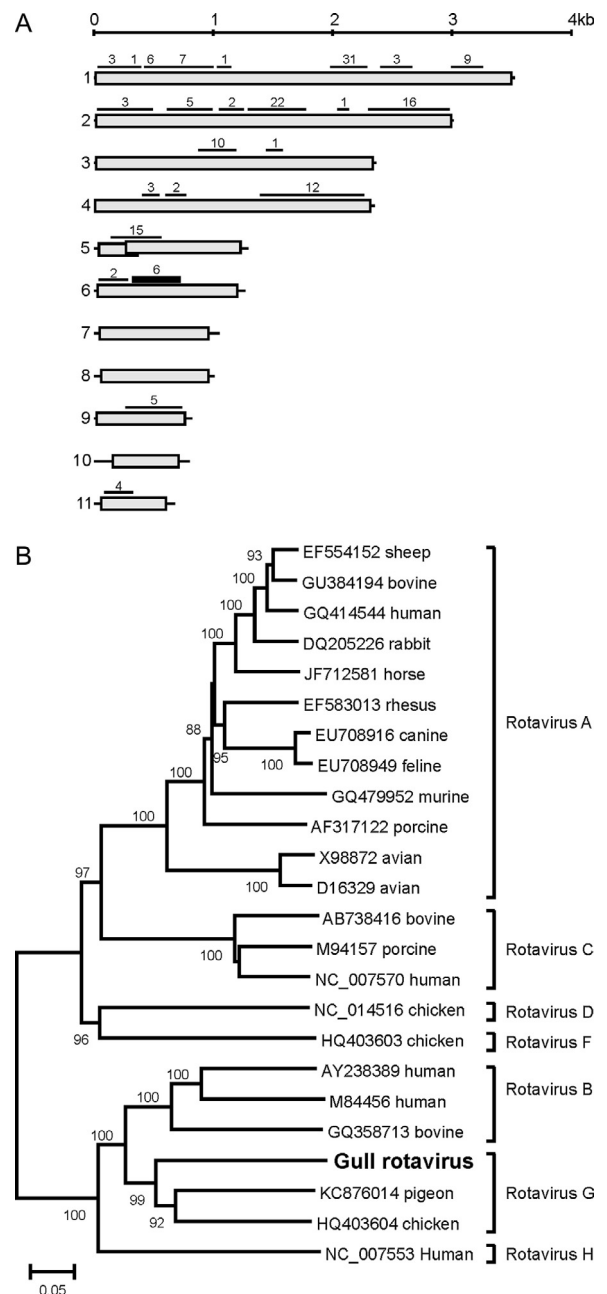 A
0 1 2 3 4kb
3 1 6 7 1 31 3 9
1
3 5 2 22 1 16
2
10 1
3
3 2 12
4
15
5
2 6
6
7
8
5
9
10
4
11
B
93 EF554152 sheep
100 GU384194 bovine
100 GQ414544 human
100 DQ205226 rabbit
JF712581 horse
EF583013 rhesus
88 EU708916 canine
95 100 EU708949 feline
Rotavirus A
GQ479952 murine
100 AF317122 porcine
100 X98872 avian
100 D16329 avian
97 AB738416 bovine
M94157 porcine
100 NC_007570 human
Rotavirus C
NC_014516 chicken Rotavirus D
96 HQ403603 chicken Rotavirus F
100 AY238389 human
M84456 human
Rotavirus B
100 GQ358713 bovine
100 Gull rotavirus
99 KC876014 pigeon
Rotavirus G
92 HQ403604 chicken
100 NC_007553 Human Rotavirus H
0.05